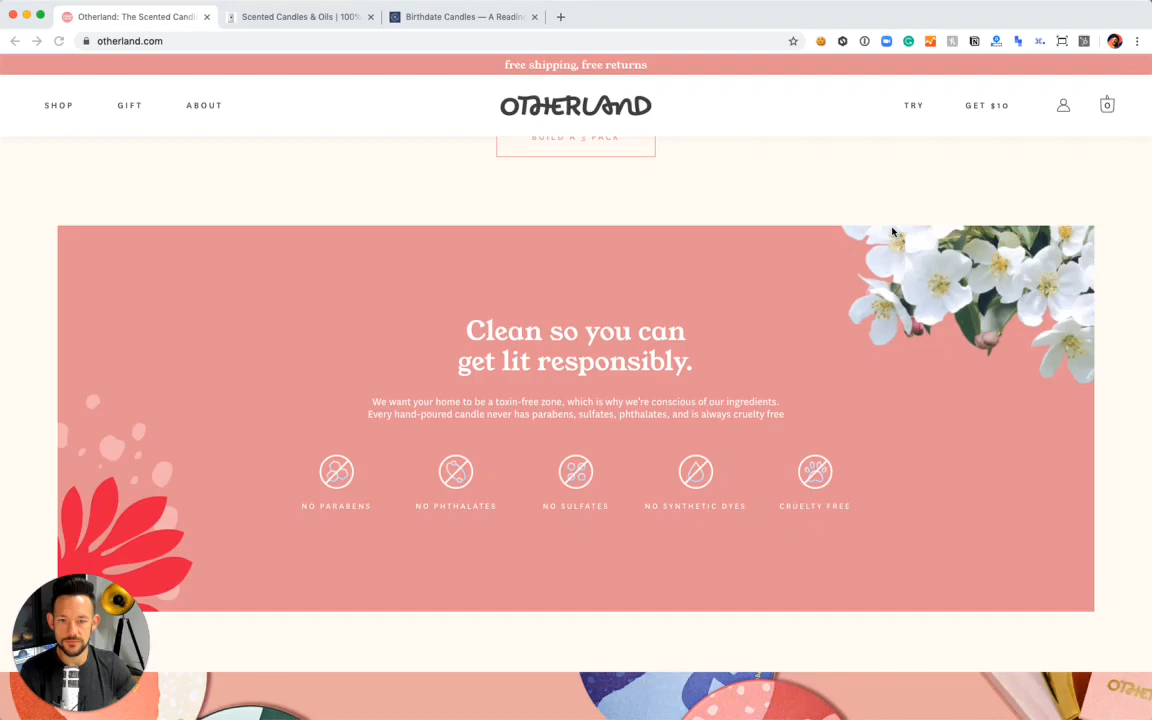 Otherland: The Scented Candl
Scented Candles & Oils | 100%
Birthdate Candles — A Reading
otherland.com
free shipping, free returns
SHOP
GIFT
ABOUT
OTHERLAND
TRY
GET $10
0
BUILD A 3 PACK
Clean so you can
get lit responsibly.
We want your home to be a toxin-free zone, which is why we're conscious of our ingredients.
Every hand-poured candle never has parabens, sulfates, phthalates, and is always cruelty free
NO PARABENS
NO PHTHALATES
NO SULFATES
NO SYNTHETIC DYES
CRUELTY FREE
OTHER